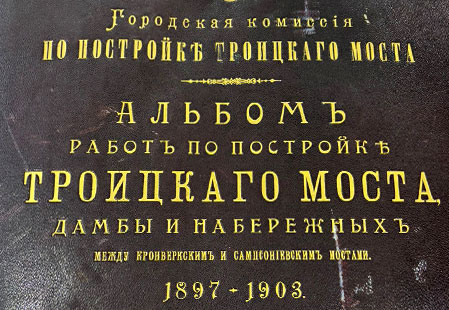 Городская комиссія
ПО ПОСТРОЙКѢ ТРОИЦКАГО МОСТА
АЛЬБОМЪ
РАБОТЪ ПО ПОСТРОЙКѢ
ТРОИЦКАГО МОСТА,
ДАМБЫ И НАБЕРЕЖНЫХЪ
МЕЖДУ КРОНВЕРКСКИМЪ И САМПСОНІЕВСКИМЪ МОСТАМИ.
1897-1903.